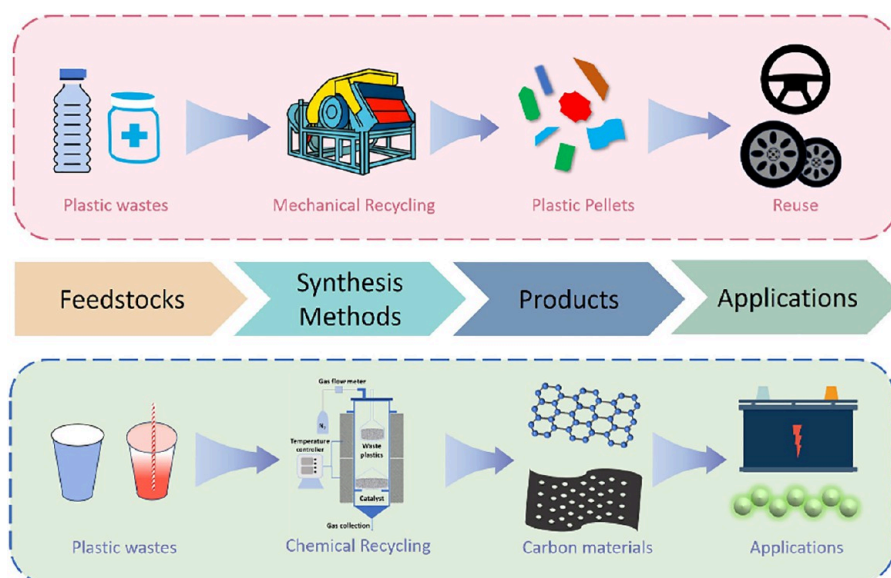 Plastic wastes
Mechanical Recycling
Plastic Pellets
Reuse
Feedstocks
Synthesis
Methods
Products
Applications
Gas flow meter
N₂
Temperature
controller
Waste
plastics
Catalyst
Gas collection
Plastic wastes
Chemical Recycling
Carbon materials
Applications